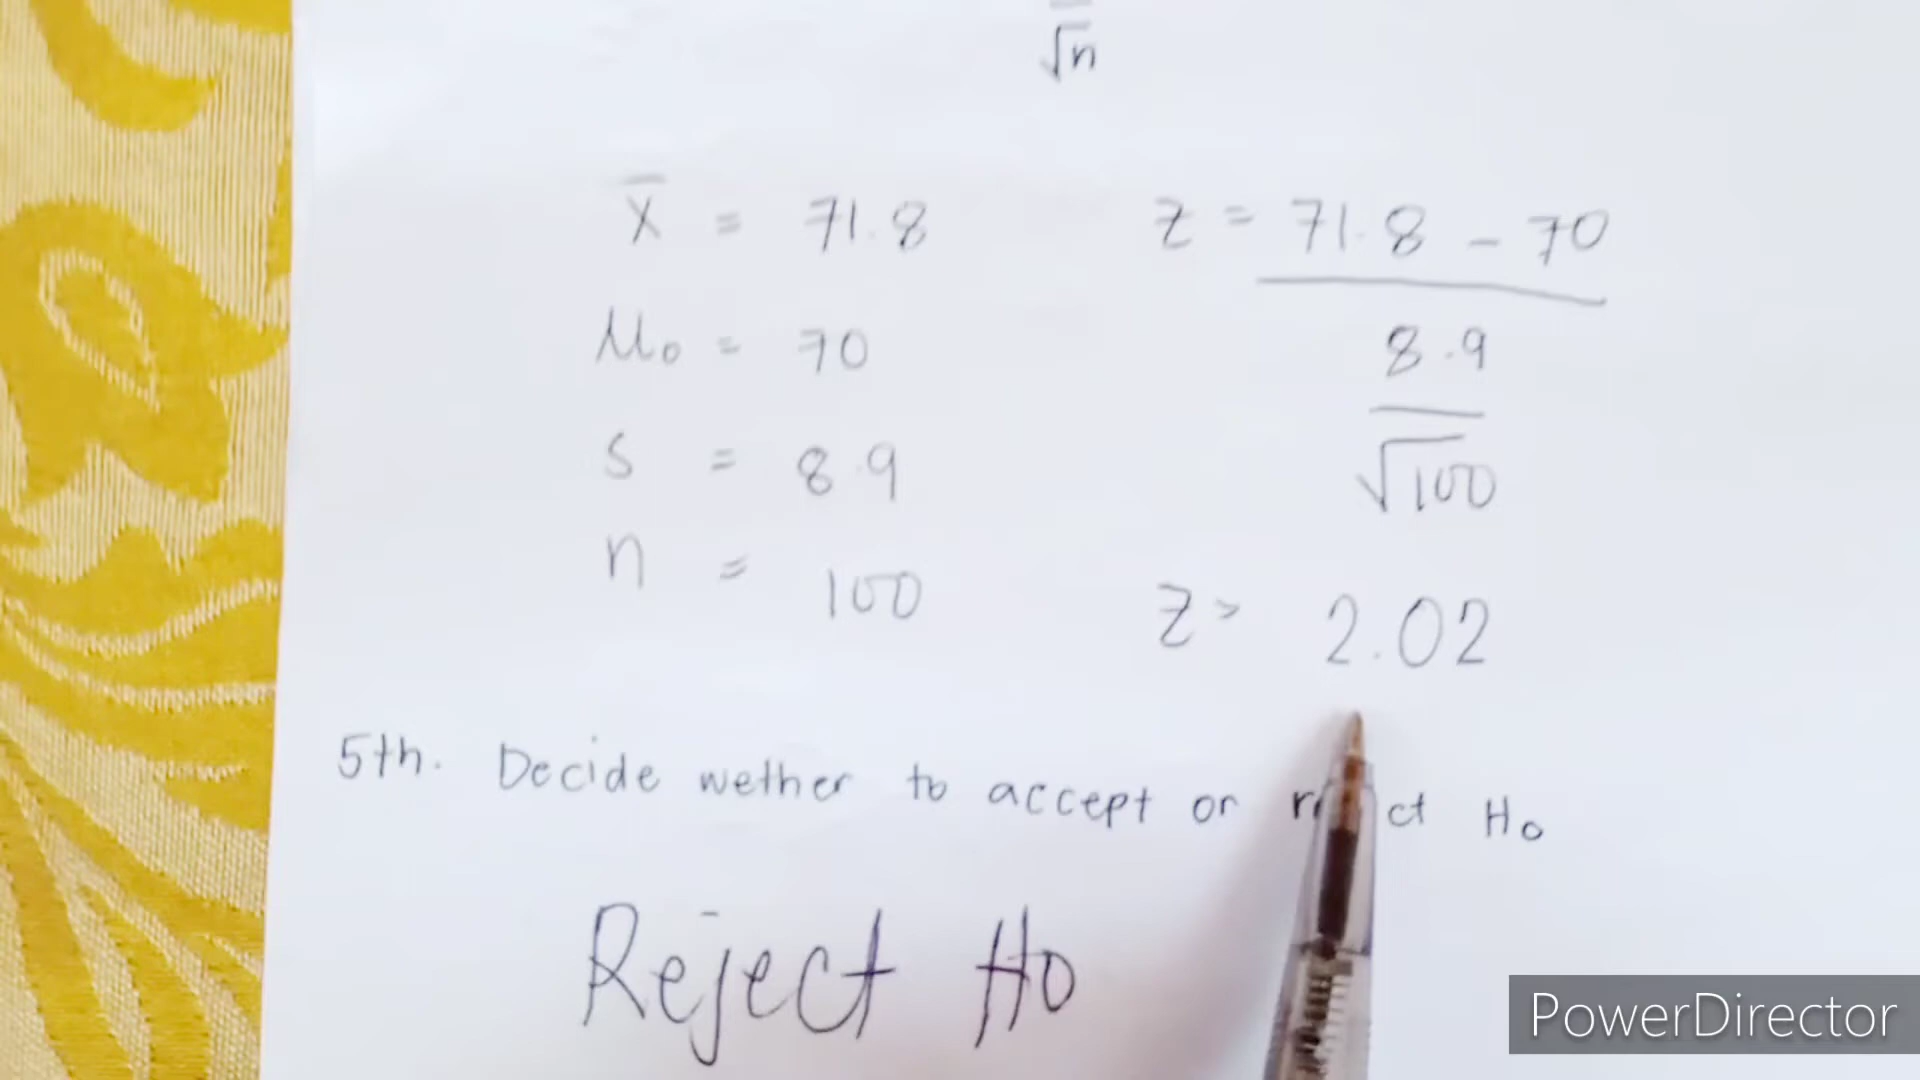 √n
x̄ = 71.8
z = 71.8 - 70
μ₀ = 70
8.9
s = 8.9
√100
n = 100
z = 2.02
5th. Decide wether to accept or ct H₀
Reject Ho
PowerDirector